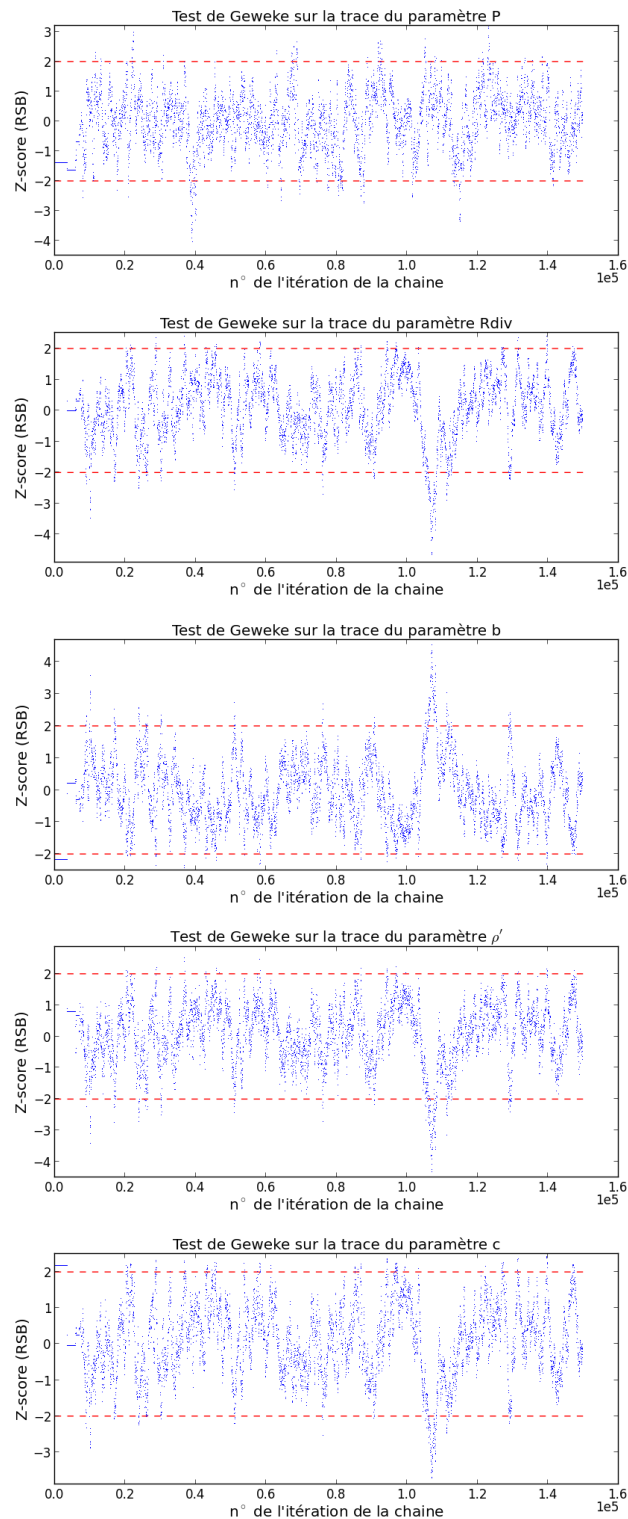 Test de Geweke sur la trace du paramètre P
3
2
1
0
−1
−2
−3
−4
Z-score (RSB)
0.0 0.2 0.4 0.6 0.8 1.0 1.2 1.4 1.6
1e5
n° de l'itération de la chaine
Test de Geweke sur la trace du paramètre Rdiv
2
1
0
−1
−2
−3
−4
Z-score (RSB)
0.0 0.2 0.4 0.6 0.8 1.0 1.2 1.4 1.6
1e5
n° de l'itération de la chaine
Test de Geweke sur la trace du paramètre b
4
3
2
1
0
−1
−2
Z-score (RSB)
0.0 0.2 0.4 0.6 0.8 1.0 1.2 1.4 1.6
1e5
n° de l'itération de la chaine
Test de Geweke sur la trace du paramètre ρ′
2
1
0
−1
−2
−3
−4
Z-score (RSB)
0.0 0.2 0.4 0.6 0.8 1.0 1.2 1.4 1.6
1e5
n° de l'itération de la chaine
Test de Geweke sur la trace du paramètre c
2
1
0
−1
−2
−3
Z-score (RSB)
0.0 0.2 0.4 0.6 0.8 1.0 1.2 1.4 1.6
1e5
n° de l'itération de la chaine